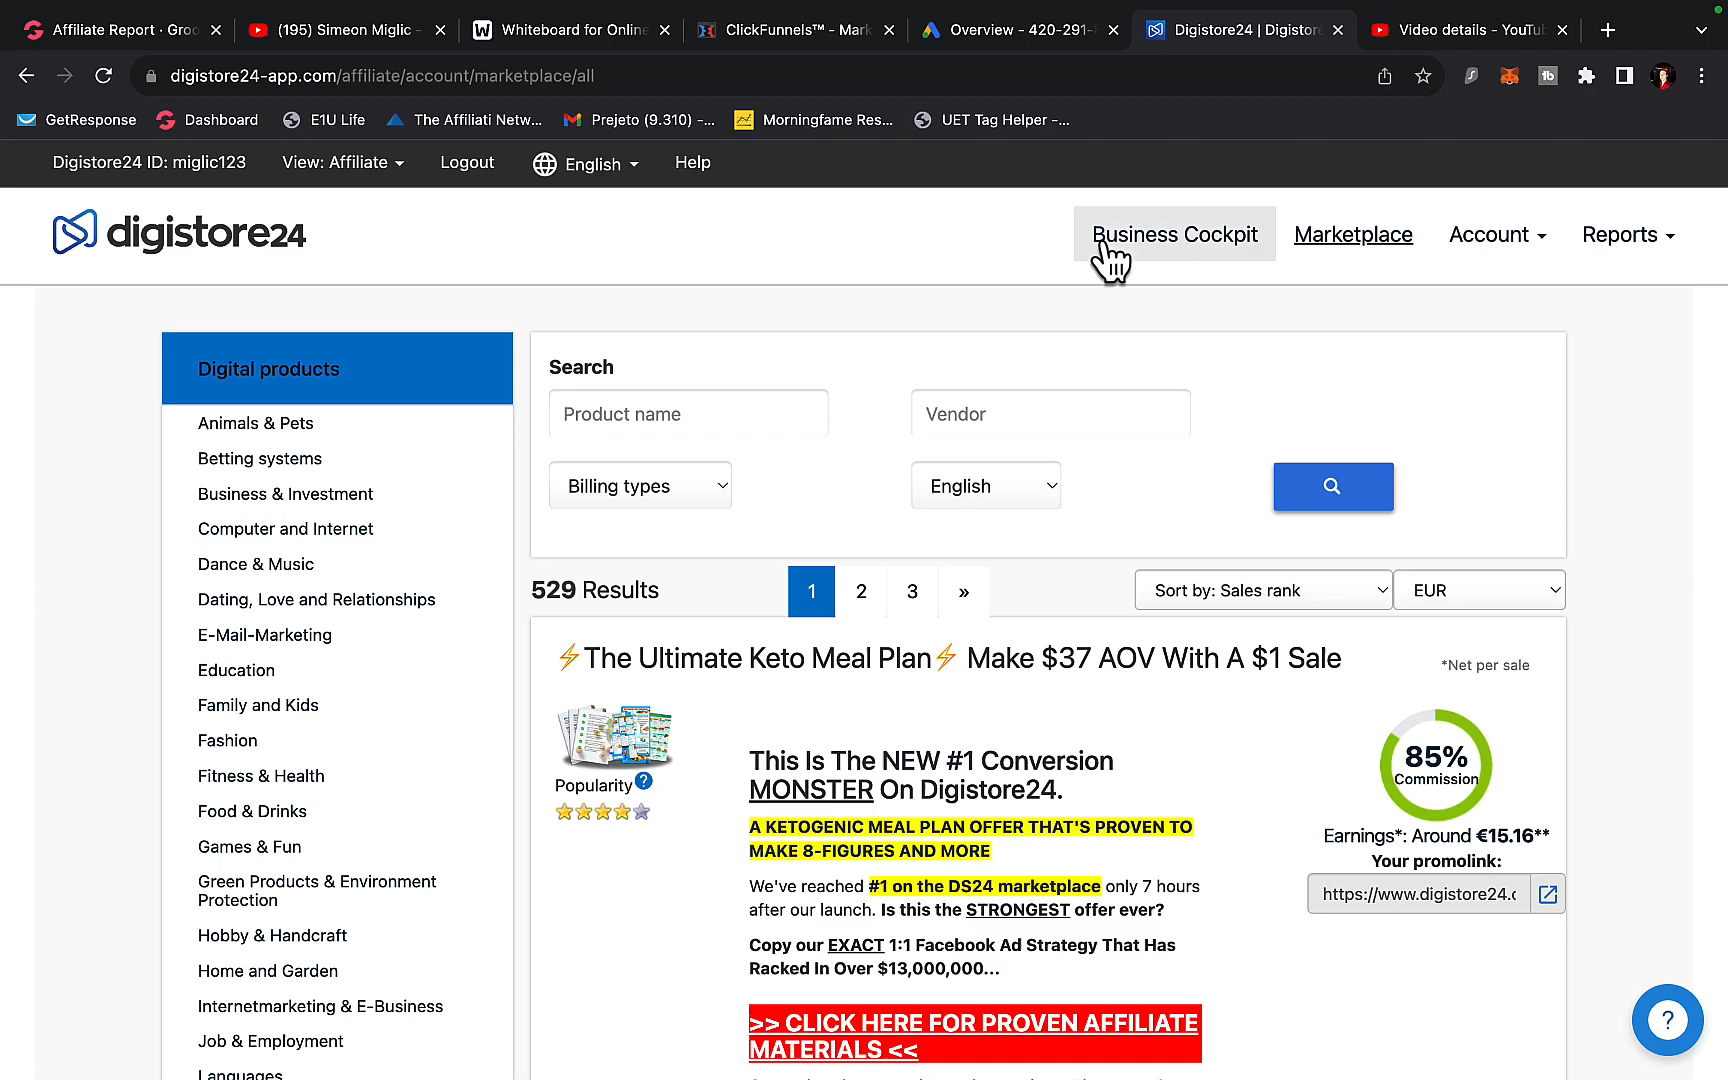 Affiliate Report · Groo
(195) Simeon Miglic -
Whiteboard for Online
ClickFunnels™ - Mark
Overview - 420-291-8
Digistore24 | Digistore
Video details - YouTub
digistore24-app.com/affiliate/account/marketplace/all
GetResponse
Dashboard
E1U Life
The Affiliati Netw...
Prejeto (9.310) -...
Morningfame Res...
UET Tag Helper -...
Digistore24 ID: miglic123
View: Affiliate
Logout
English
Help
digistore24
Business Cockpit
Marketplace
Account
Reports
Digital products
Animals & Pets
Betting systems
Business & Investment
Computer and Internet
Dance & Music
Dating, Love and Relationships
E-Mail-Marketing
Education
Family and Kids
Fashion
Fitness & Health
Food & Drinks
Games & Fun
Green Products & Environment
Protection
Hobby & Handcraft
Home and Garden
Internetmarketing & E-Business
Job & Employment
Languages
Search
Product name
Vendor
Billing types
English
529 Results
1
2
3
»
Sort by: Sales rank
EUR
⚡The Ultimate Keto Meal Plan⚡ Make $37 AOV With A $1 Sale
*Net per sale
Popularity
This Is The NEW #1 Conversion
MONSTER On Digistore24.
A KETOGENIC MEAL PLAN OFFER THAT'S PROVEN TO
MAKE 8-FIGURES AND MORE
We've reached #1 on the DS24 marketplace only 7 hours
after our launch. Is this the STRONGEST offer ever?
Copy our EXACT 1:1 Facebook Ad Strategy That Has
Racked In Over $13,000,000...
>> CLICK HERE FOR PROVEN AFFILIATE
MATERIALS <<
85%
Commission
Earnings*: Around €15.16**
Your promolink:
https://www.digistore24.c